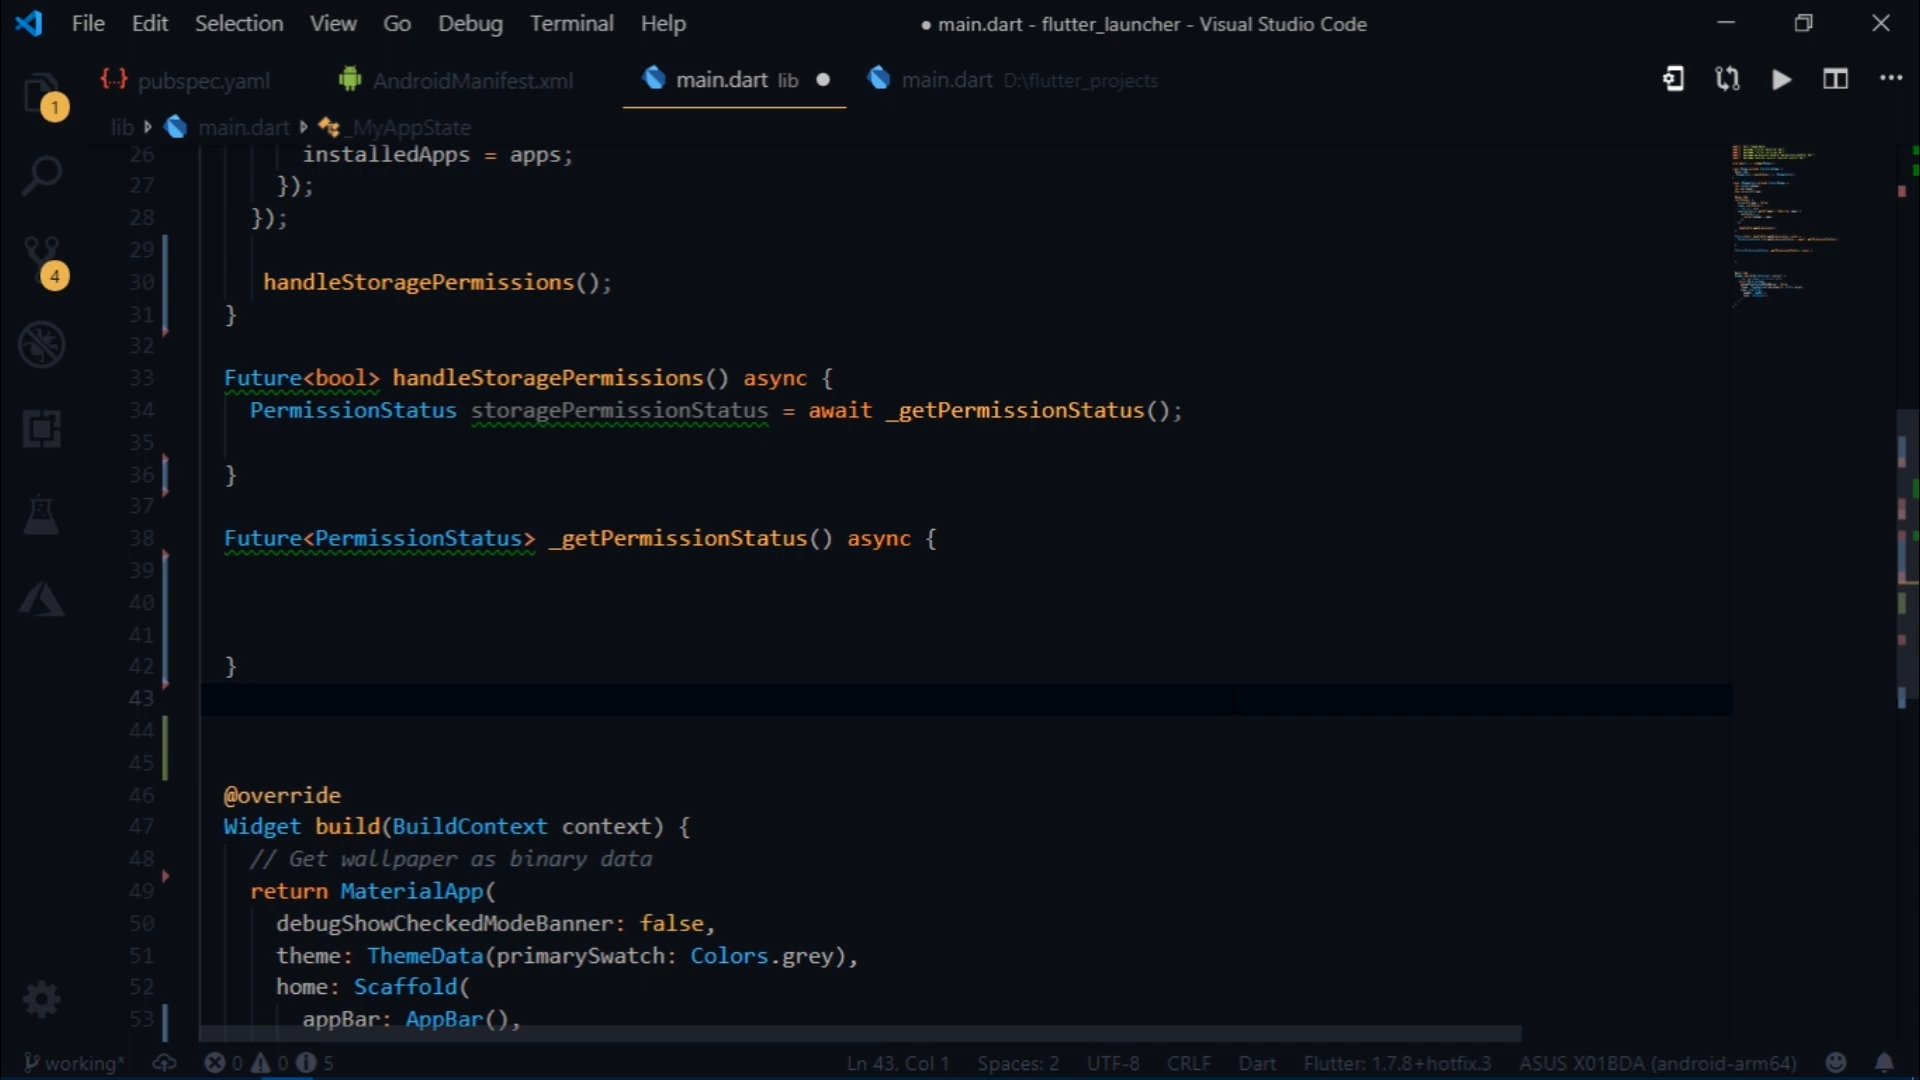 File Edit Selection View Go Debug Terminal Help ● main.dart - flutter_launcher - Visual Studio Code
{..} pubspec.yaml AndroidManifest.xml main.dart lib ● main.dart D:\flutter_projects
1
lib main.dart _MyAppState
26 installedApps = apps;
27 });
28 });
29
30 handleStoragePermissions();
31 }
32
33 Future<bool> handleStoragePermissions() async {
34 PermissionStatus storagePermissionStatus = await _getPermissionStatus();
35
36 }
37
38 Future<PermissionStatus> _getPermissionStatus() async {
39
40
41
42 }
43
44
45
46 @override
47 Widget build(BuildContext context) {
48 // Get wallpaper as binary data
49 return MaterialApp(
50 debugShowCheckedModeBanner: false,
51 theme: ThemeData(primarySwatch: Colors.grey),
52 home: Scaffold(
53 appBar: AppBar(),
4
working* 0 0 5 Ln 43, Col 1 Spaces: 2 UTF-8 CRLF Dart Flutter: 1.7.8+hotfix.3 ASUS X01BDA (android-arm64)